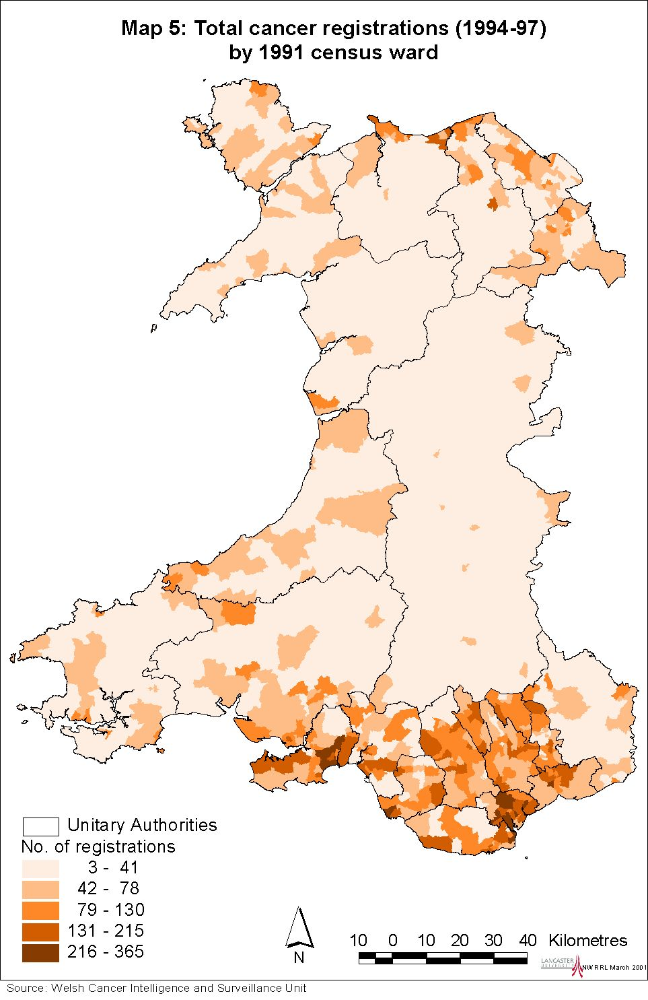 Map 5: Total cancer registrations (1994-97)
by 1991 census ward
Unitary Authorities
No. of registrations
3 - 41
42 - 78
79 - 130
131 - 215
216 - 365
N
10 0 10 20 30 40 Kilometres
LANCASTER
UNIVERSITY
NWRRL March 2001
Source: Welsh Cancer Intelligence and Surveillance Unit